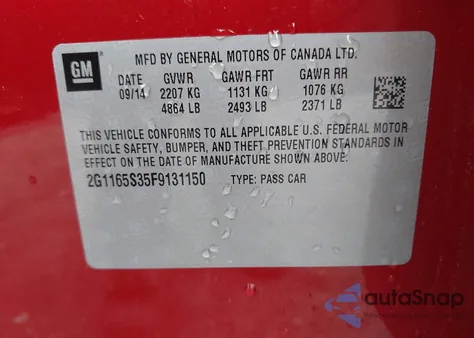 GM
MFD BY GENERAL MOTORS OF CANADA LTD.
DATE GVWR GAWR FRT GAWR RR
09/14 2207 KG 1131 KG 1076 KG
4864 LB 2493 LB 2371 LB
THIS VEHICLE CONFORMS TO ALL APPLICABLE U.S. FEDERAL MOTOR
VEHICLE SAFETY, BUMPER, AND THEFT PREVENTION STANDARDS IN
EFFECT ON THE DATE OF MANUFACTURE SHOWN ABOVE.
2G1165S35F9131150 TYPE: PASS CAR
autoSnap